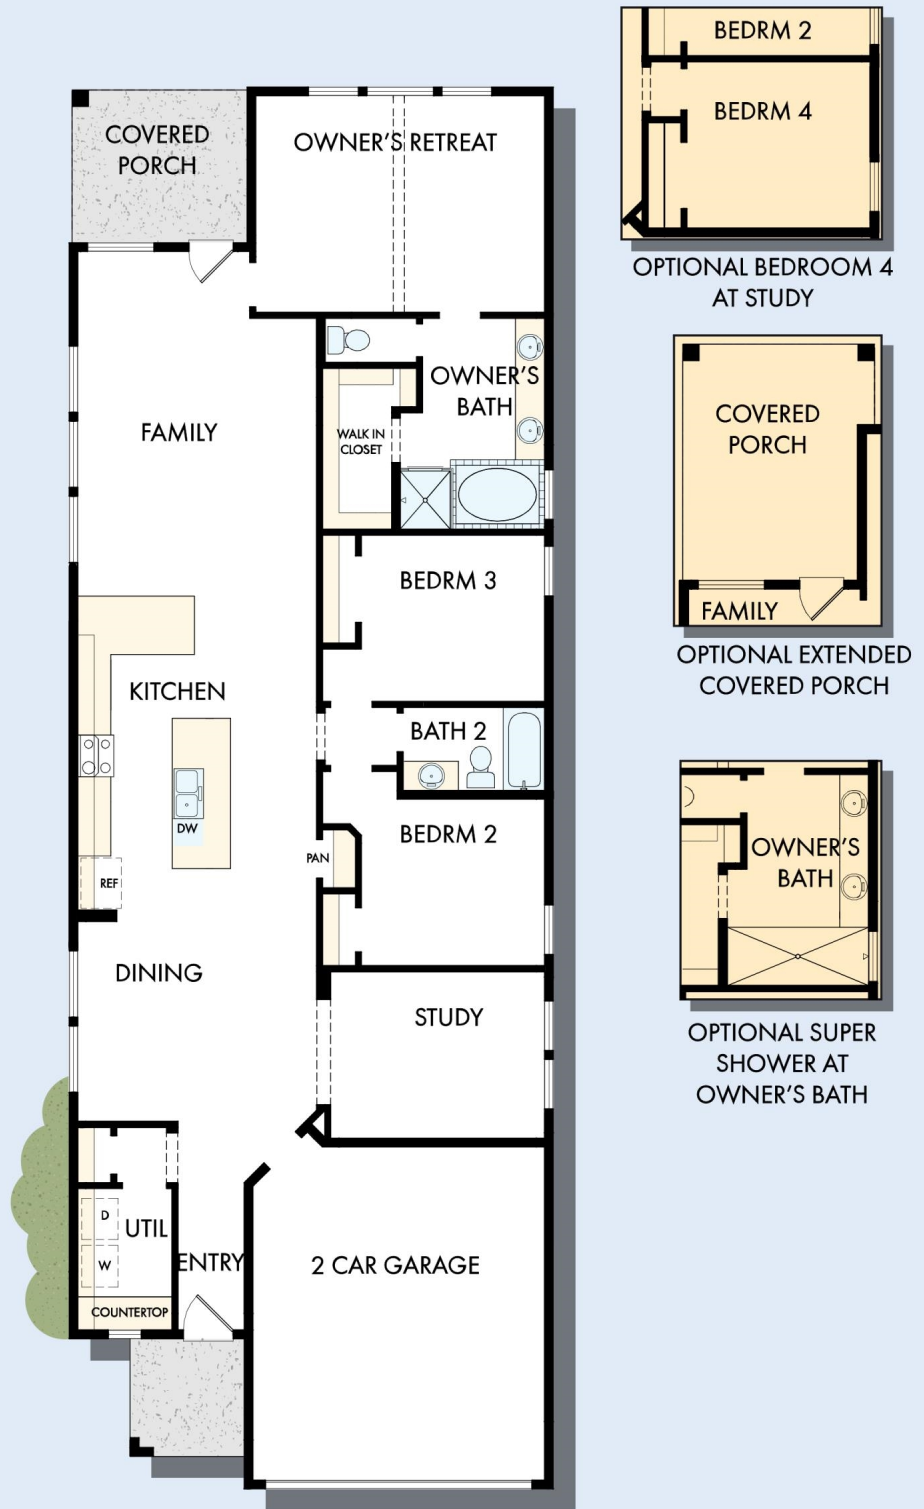 COVERED
PORCH
OWNER'S RETREAT
FAMILY
OWNER'S
BATH
WALK IN
CLOSET
BEDRM 3
KITCHEN
BATH 2
DW
BEDRM 2
PAN
REF
DINING
STUDY
D
UTIL
W
ENTRY
COUNTERTOP
2 CAR GARAGE
BEDRM 2
BEDRM 4
OPTIONAL BEDROOM 4
AT STUDY
COVERED
PORCH
FAMILY
OPTIONAL EXTENDED
COVERED PORCH
OWNER'S
BATH
OPTIONAL SUPER
SHOWER AT
OWNER'S BATH